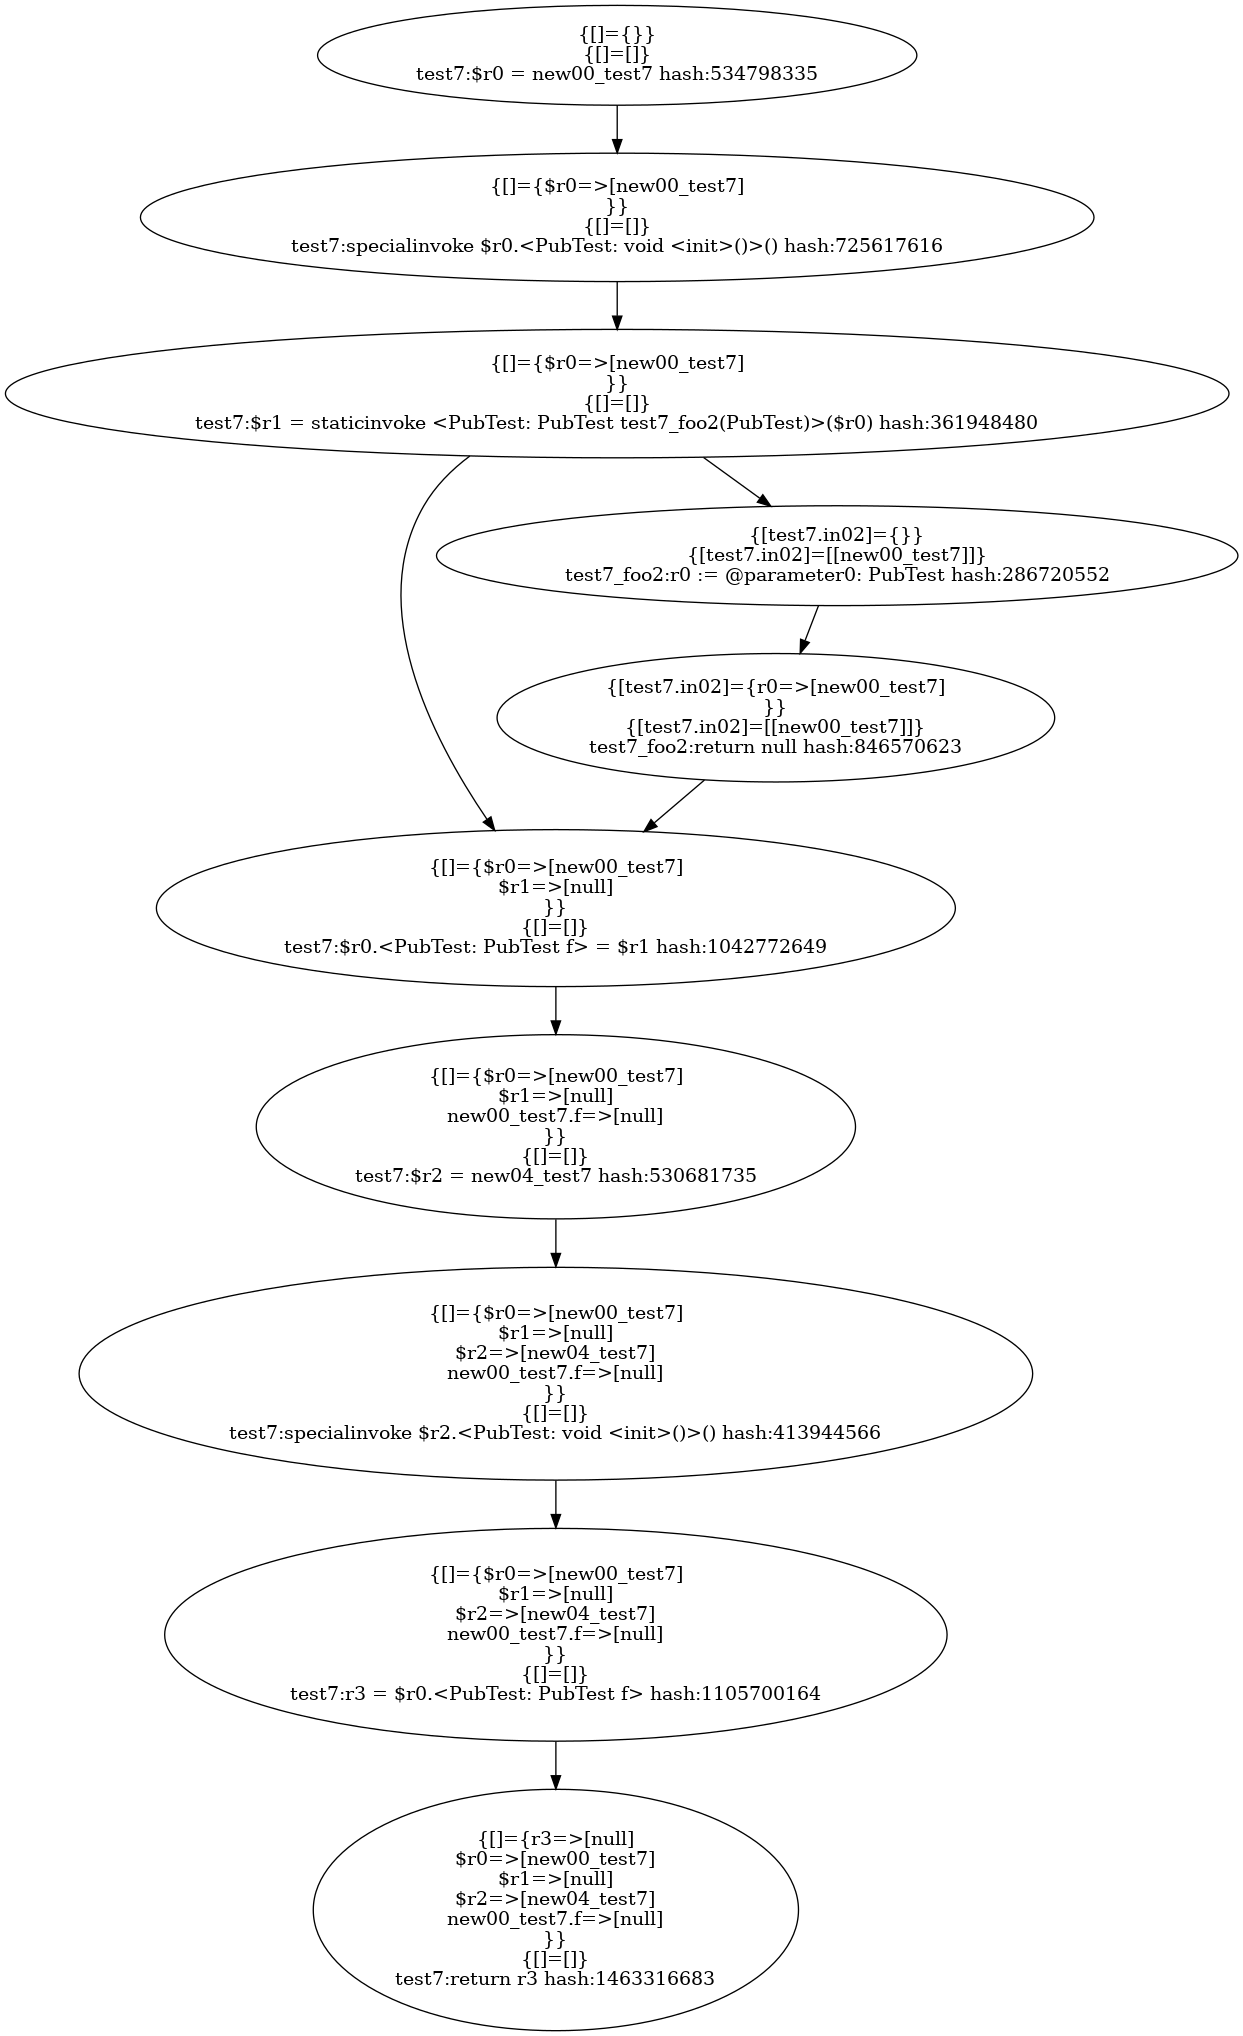 {[]={}}
{[]=[]}
test7:$r0 = new00_test7 hash:534798335
{[]={$r0=>[new00_test7]
}}
{[]=[]}
test7:specialinvoke $r0.<PubTest: void <init>()>() hash:725617616
{[]={$r0=>[new00_test7]
}}
{[]=[]}
test7:$r1 = staticinvoke <PubTest: PubTest test7_foo2(PubTest)>($r0) hash:361948480
{[test7.in02]={}}
{[test7.in02]=[[new00_test7]]}
test7_foo2:r0 := @parameter0: PubTest hash:286720552
{[test7.in02]={r0=>[new00_test7]
}}
{[test7.in02]=[[new00_test7]]}
test7_foo2:return null hash:846570623
{[]={$r0=>[new00_test7]
$r1=>[null]
}}
{[]=[]}
test7:$r0.<PubTest: PubTest f> = $r1 hash:1042772649
{[]={$r0=>[new00_test7]
$r1=>[null]
new00_test7.f=>[null]
}}
{[]=[]}
test7:$r2 = new04_test7 hash:530681735
{[]={$r0=>[new00_test7]
$r1=>[null]
$r2=>[new04_test7]
new00_test7.f=>[null]
}}
{[]=[]}
test7:specialinvoke $r2.<PubTest: void <init>()>() hash:413944566
{[]={$r0=>[new00_test7]
$r1=>[null]
$r2=>[new04_test7]
new00_test7.f=>[null]
}}
{[]=[]}
test7:r3 = $r0.<PubTest: PubTest f> hash:1105700164
{[]={r3=>[null]
$r0=>[new00_test7]
$r1=>[null]
$r2=>[new04_test7]
new00_test7.f=>[null]
}}
{[]=[]}
test7:return r3 hash:1463316683